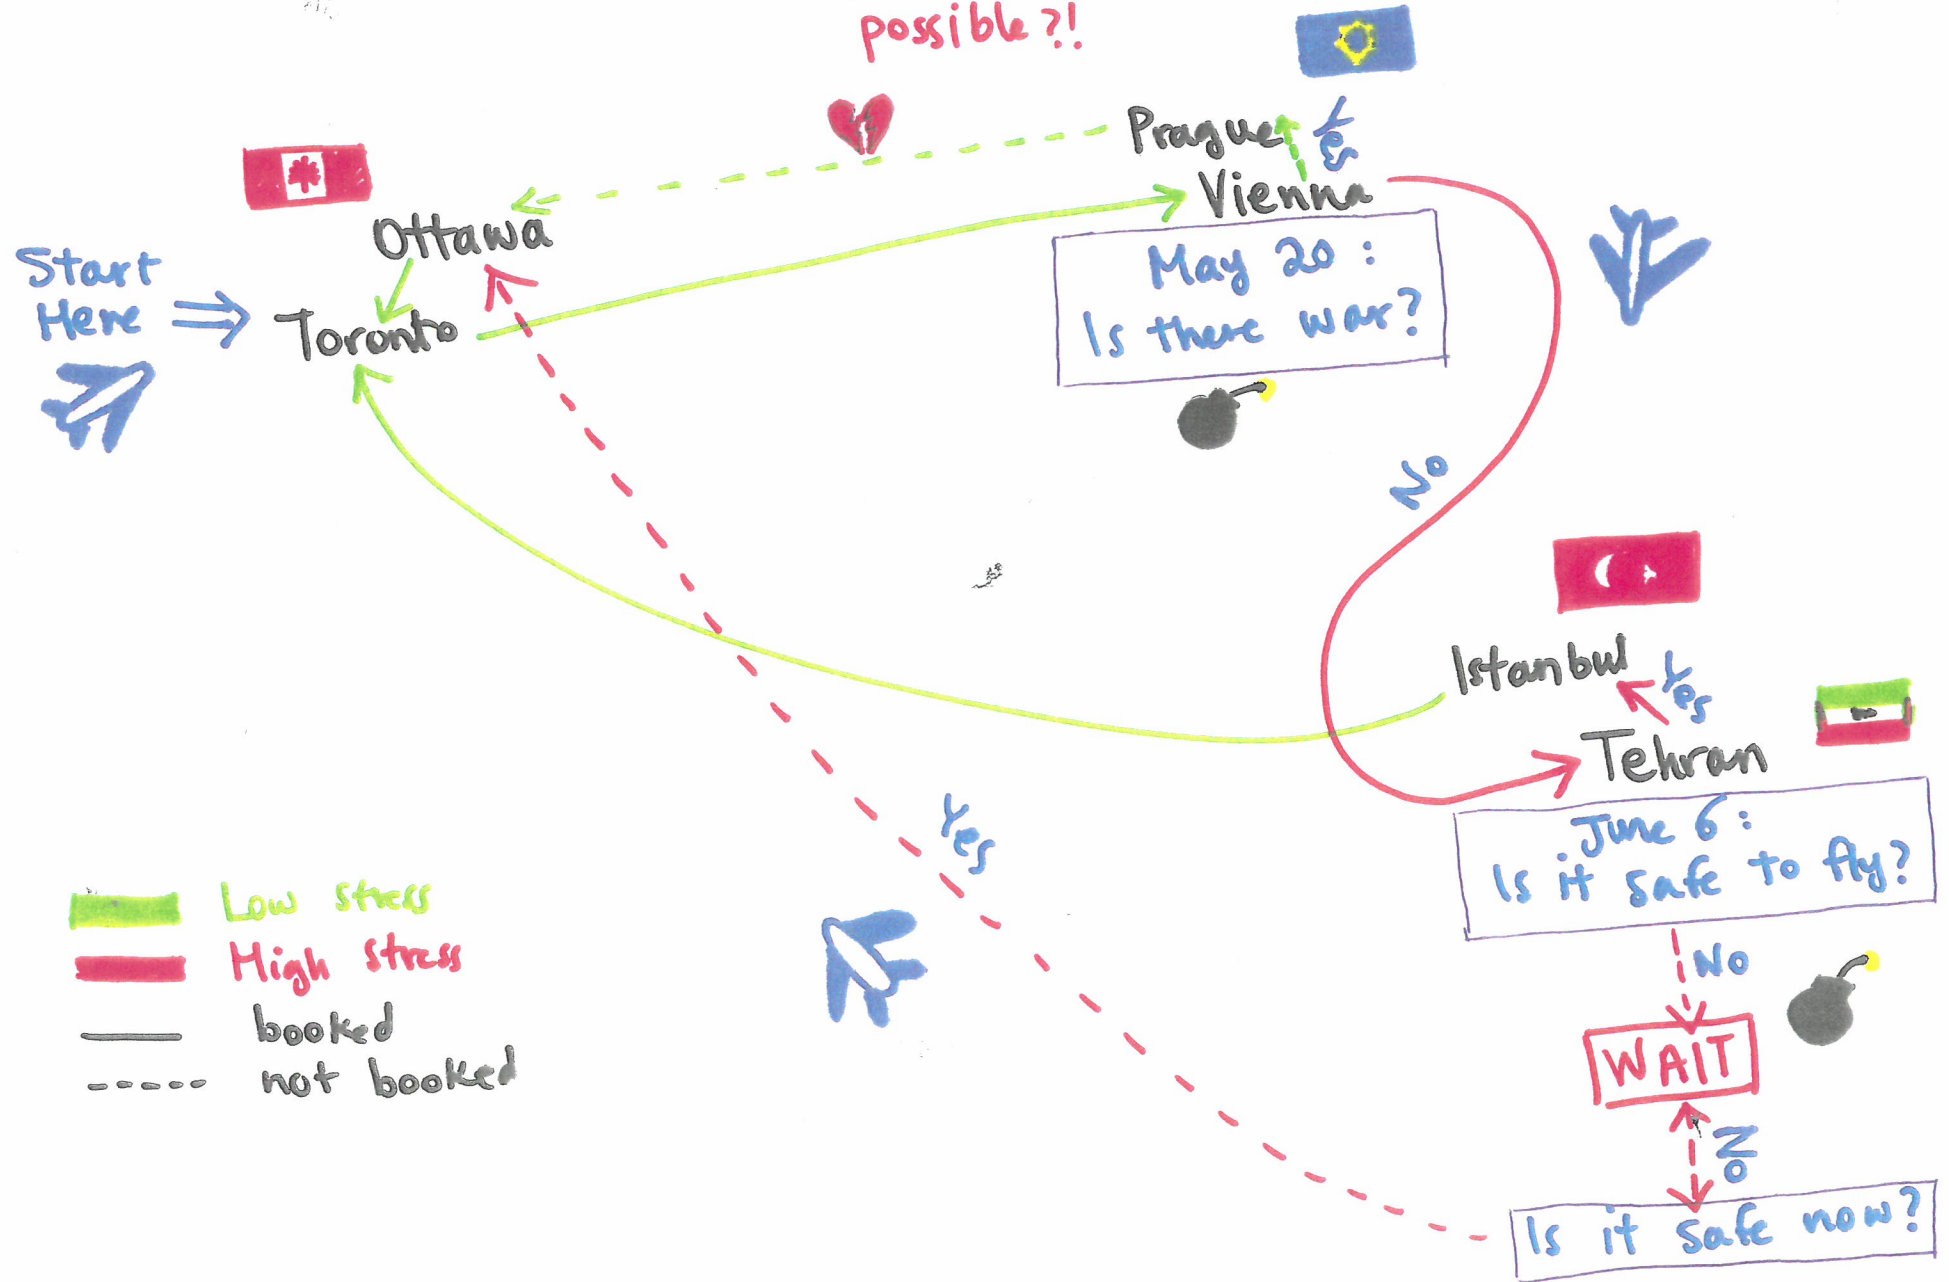 possible?!
Prague
Yes
Vienna
May 20:
Is there war?
Ottawa
Start
Here
Toronto
No
Istanbul
Yes
Tehran
June 6:
Is it safe to fly?
No
WAIT
No
Is it safe now?
Yes
Low stress
High stress
booked
not booked